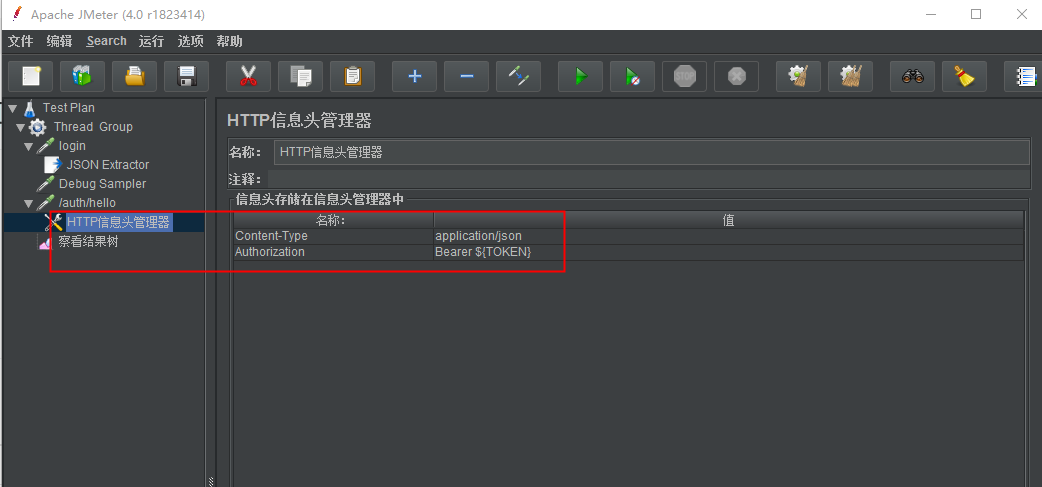 Apache JMeter (4.0 r1823414)
文件 编辑 Search 运行 选项 帮助
STOP
Test Plan
Thread Group
login
JSON Extractor
Debug Sampler
/auth/hello
HTTP信息头管理器
察看结果树
HTTP信息头管理器
名称： HTTP信息头管理器
注释：
信息头存储在信息头管理器中
名称: 值
Content-Type application/json
Authorization Bearer ${TOKEN}